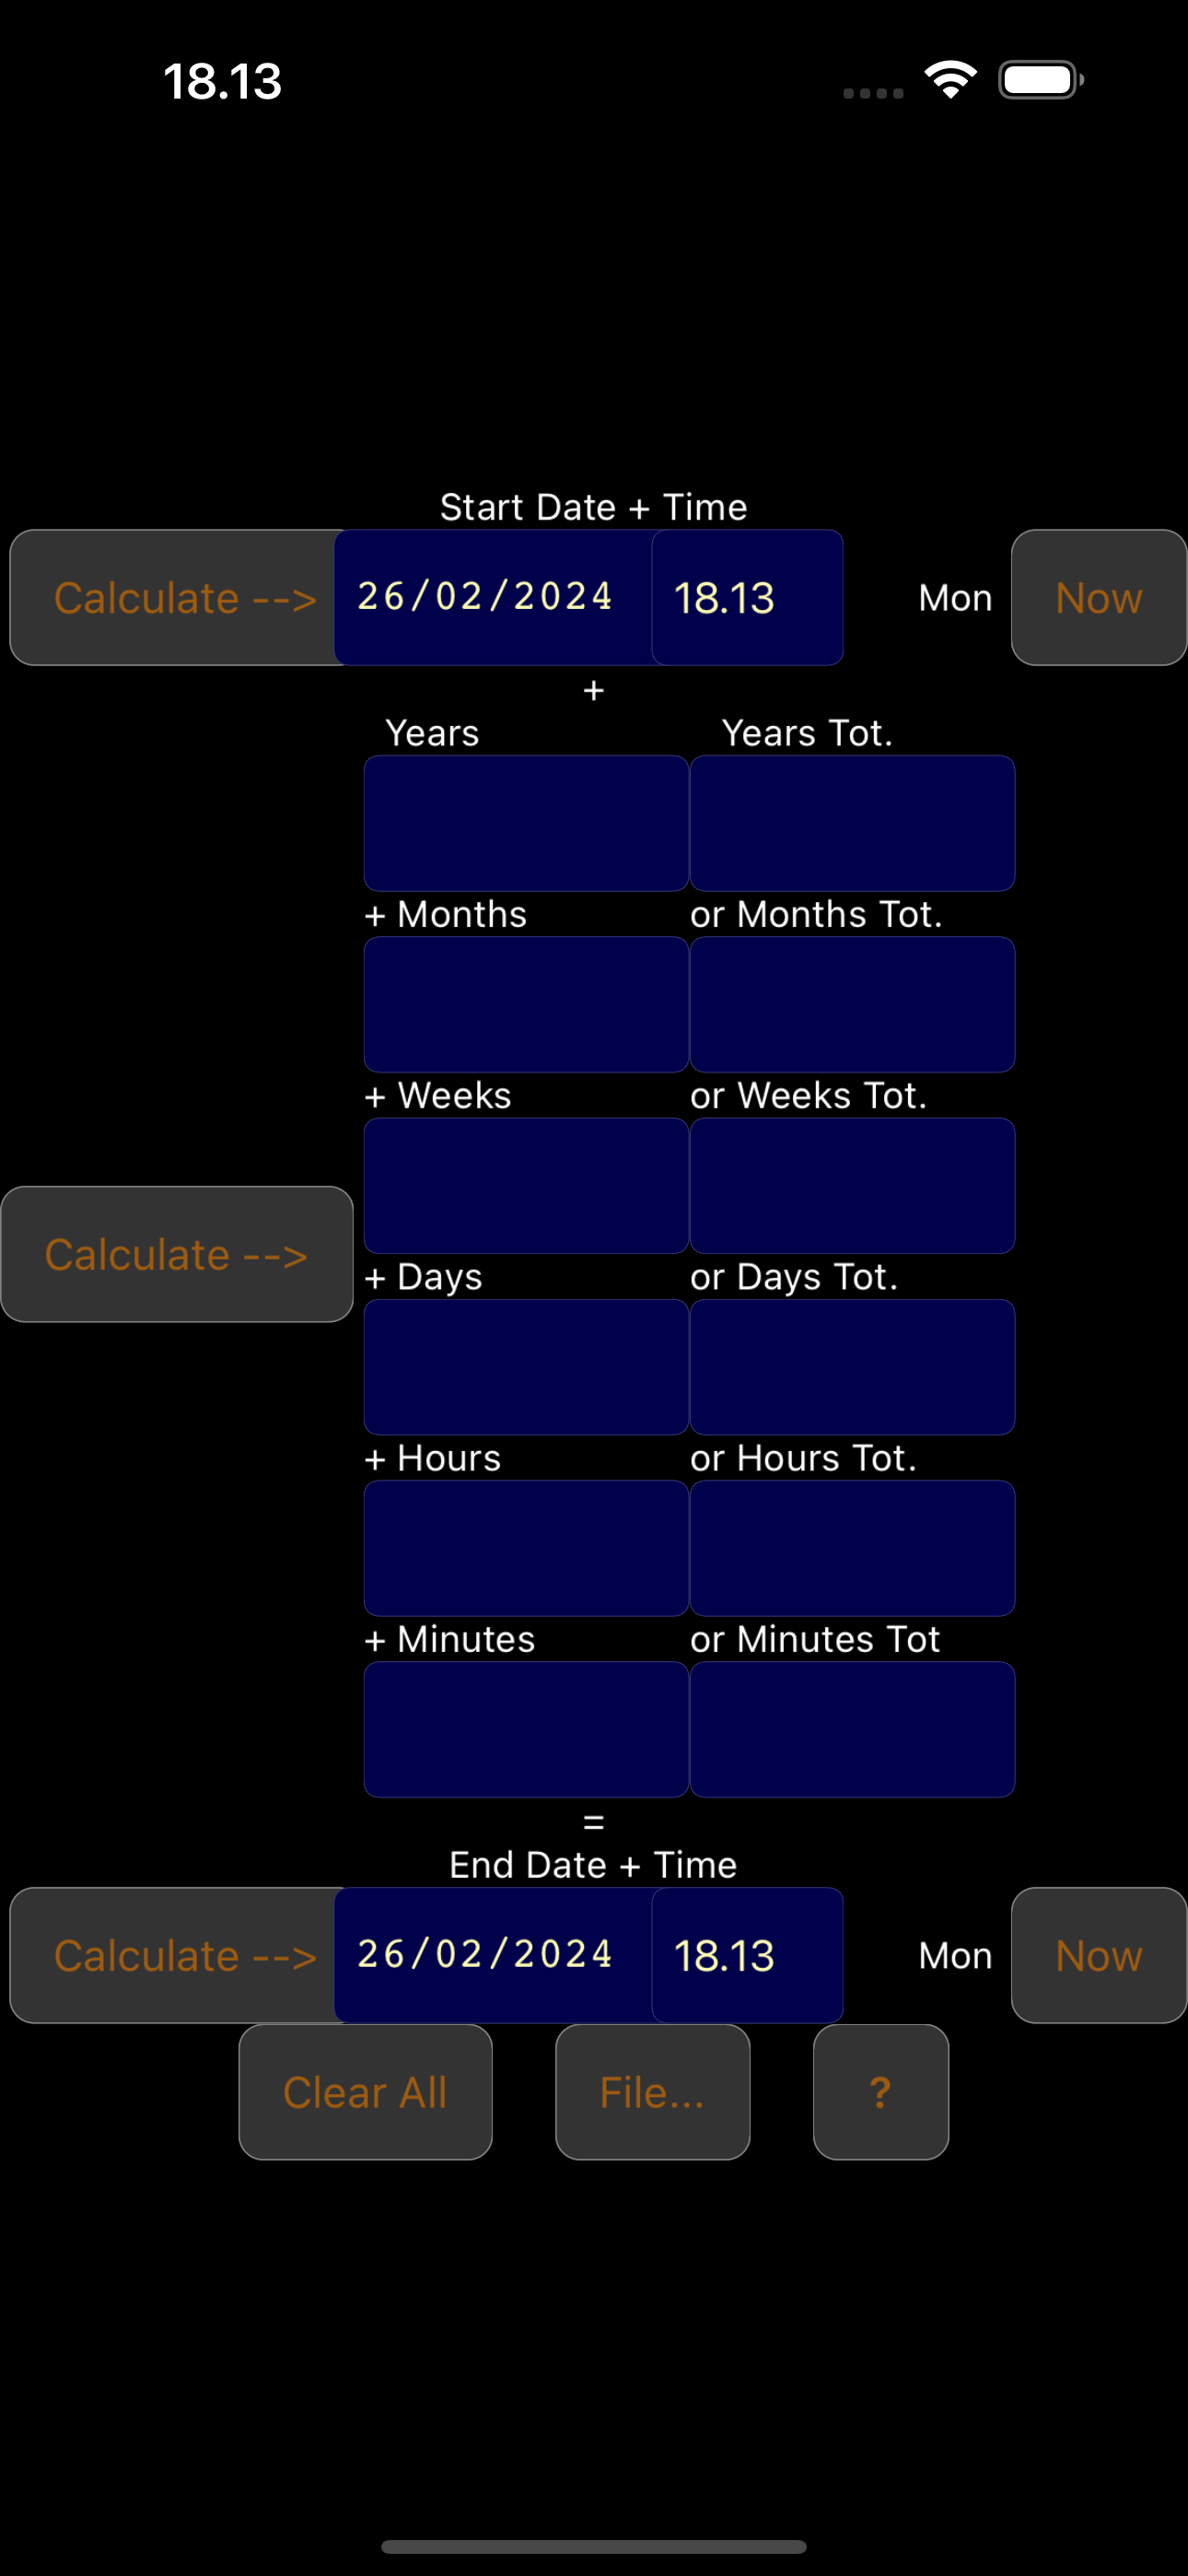 18.13
Start Date + Time
Calculate --> 26/02/2024 18.13 Mon Now
+
Years Years Tot.
+ Months or Months Tot.
+ Weeks or Weeks Tot.
Calculate -->
+ Days or Days Tot.
+ Hours or Hours Tot.
+ Minutes or Minutes Tot
=
End Date + Time
Calculate --> 26/02/2024 18.13 Mon Now
Clear All File... ?